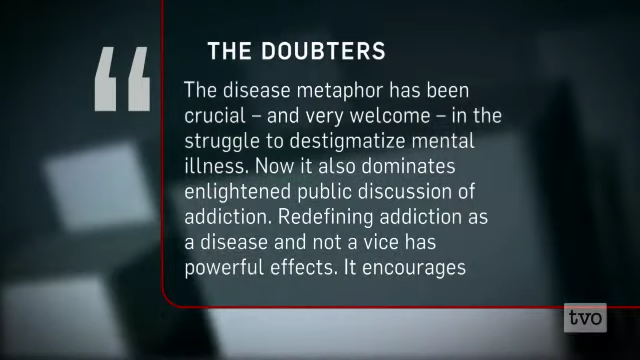 THE DOUBTERS
The disease metaphor has been
crucial – and very welcome – in the
struggle to destigmatize mental
illness. Now it also dominates
enlightened public discussion of
addiction. Redefining addiction as
a disease and not a vice has
powerful effects. It encourages
tvo